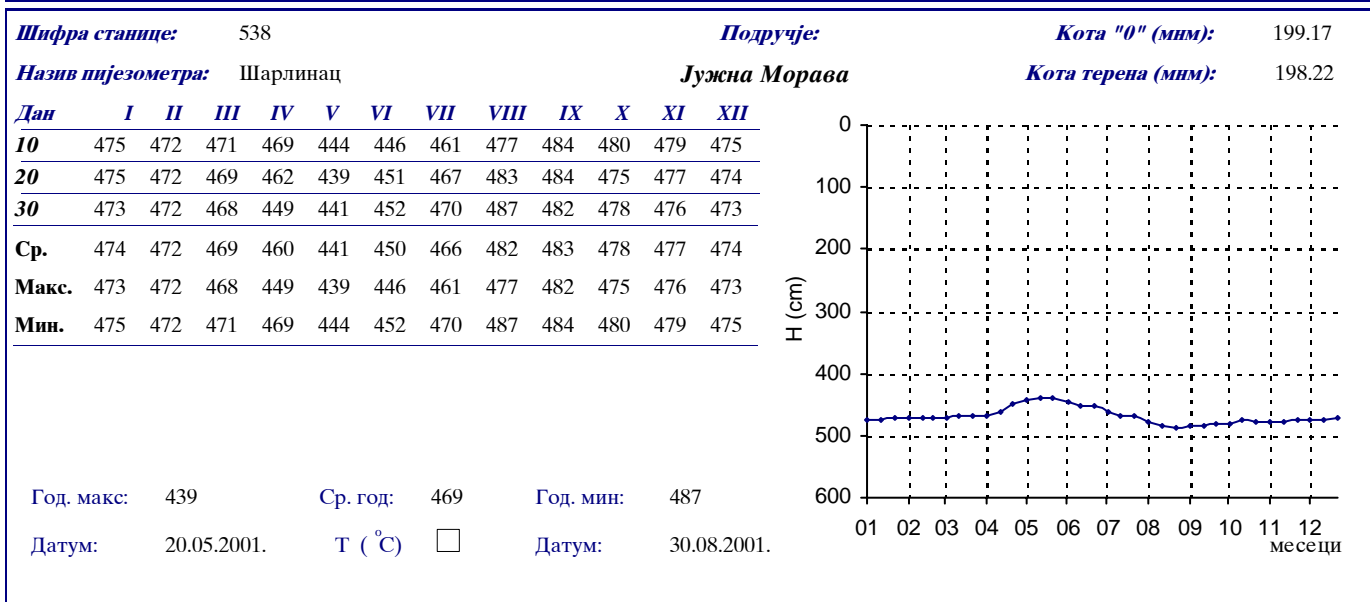 Шифра станице: 538 Подручје: Кота "0" (мнм): 199.17
Назив пијезометра: Шарлинац Јужна Морава Кота терена (мнм): 198.22
Дан I II III IV V VI VII VIII IX X XI XII
10 475 472 471 469 444 446 461 477 484 480 479 475
20 475 472 469 462 439 451 467 483 484 475 477 474
30 473 472 468 449 441 452 470 487 482 478 476 473
Ср. 474 472 469 460 441 450 466 482 483 478 477 474
Макс. 473 472 468 449 439 446 461 477 482 475 476 473
Мин. 475 472 471 469 444 452 470 487 484 480 479 475
Год. макс: 439 Ср. год: 469 Год. мин: 487
Датум: 20.05.2001. Т ( °C) Датум: 30.08.2001.
H (cm)
0
100
200
300
400
500
600
01 02 03 04 05 06 07 08 09 10 11 12
месеци